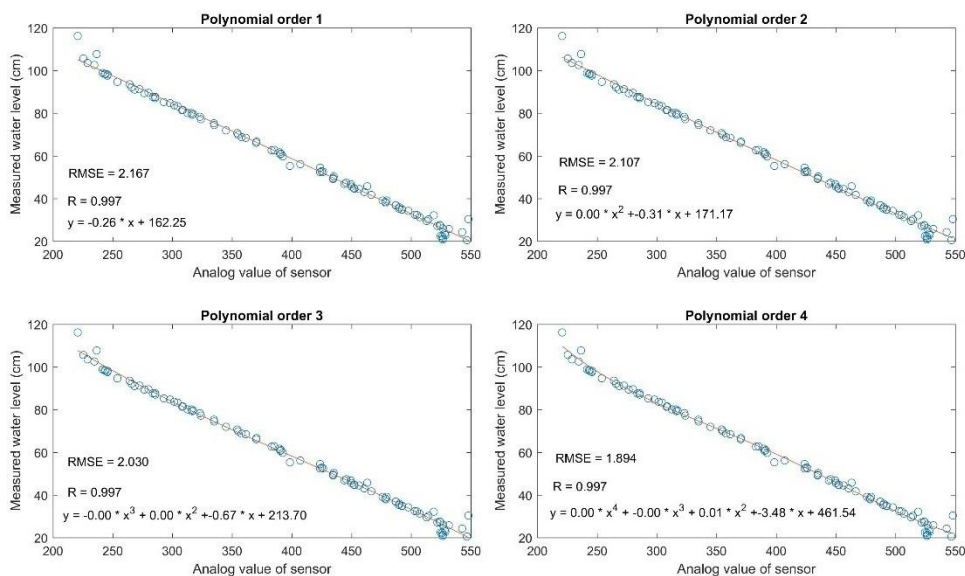 Polynomial order 1
120
100
80
60
40
20
Measured water level (cm)
RMSE = 2.167
R = 0.997
y = -0.26 * x + 162.25
200 250 300 350 400 450 500 550
Analog value of sensor
Polynomial order 2
120
100
80
60
40
20
Measured water level (cm)
RMSE = 2.107
R = 0.997
y = 0.00 * x² +-0.31 * x + 171.17
200 250 300 350 400 450 500 550
Analog value of sensor
Polynomial order 3
120
100
80
60
40
20
Measured water level (cm)
RMSE = 2.030
R = 0.997
y = -0.00 * x³ + 0.00 * x² +-0.67 * x + 213.70
200 250 300 350 400 450 500 550
Analog value of sensor
Polynomial order 4
120
100
80
60
40
20
Measured water level (cm)
RMSE = 1.894
R = 0.997
y = 0.00 * x⁴ + -0.00 * x³ + 0.01 * x² +-3.48 * x + 461.54
200 250 300 350 400 450 500 550
Analog value of sensor